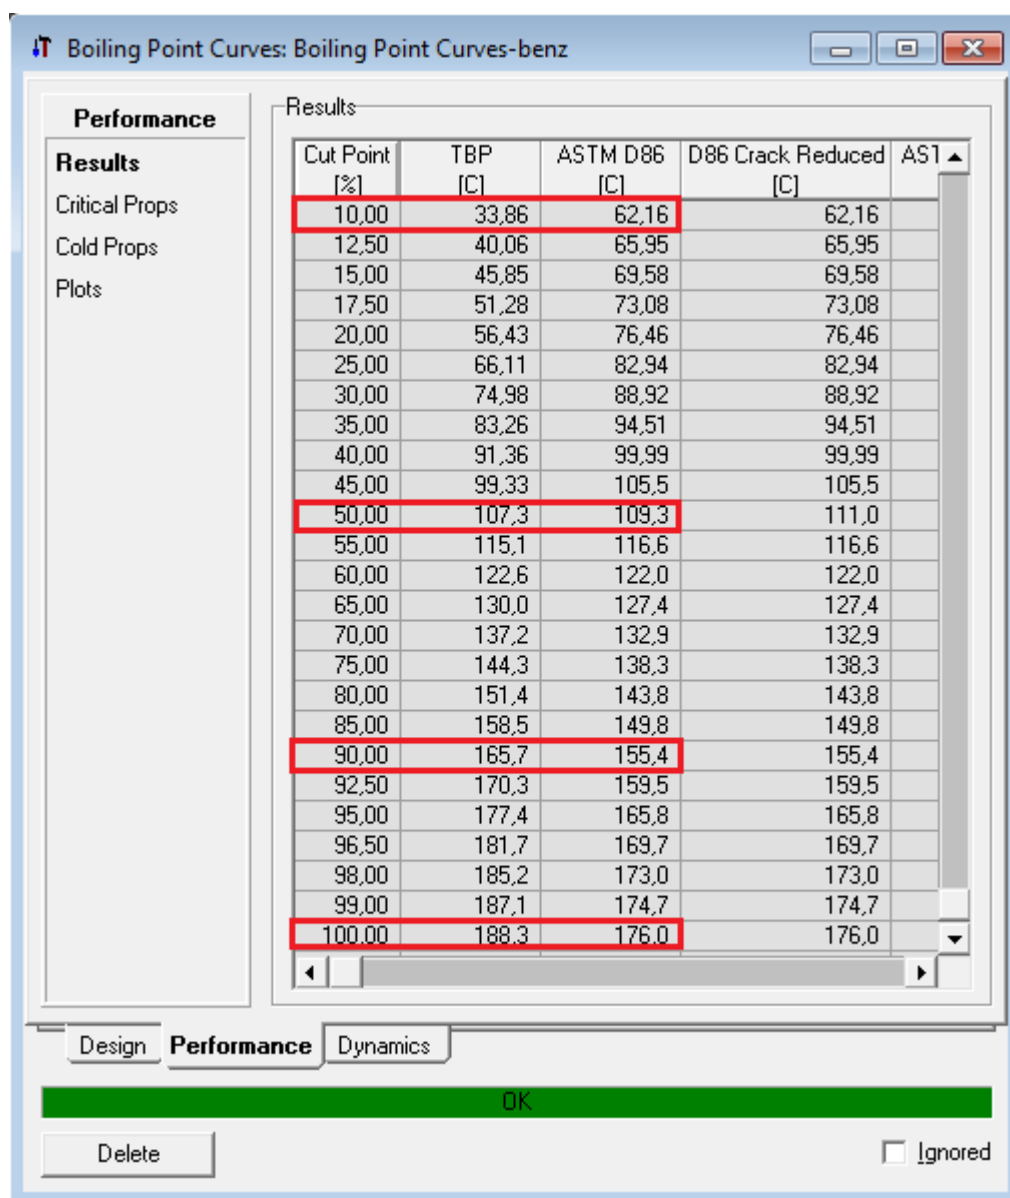 Boiling Point Curves: Boiling Point Curves-benz
Performance
Results
Critical Props
Cold Props
Plots
Results
Cut Point TBP ASTM D86 D86 Crack Reduced AST
[%] [C] [C] [C]
10,00 33,86 62,16 62,16
12,50 40,06 65,95 65,95
15,00 45,85 69,58 69,58
17,50 51,28 73,08 73,08
20,00 56,43 76,46 76,46
25,00 66,11 82,94 82,94
30,00 74,98 88,92 88,92
35,00 83,26 94,51 94,51
40,00 91,36 99,99 99,99
45,00 99,33 105,5 105,5
50,00 107,3 109,3 111,0
55,00 115,1 116,6 116,6
60,00 122,6 122,0 122,0
65,00 130,0 127,4 127,4
70,00 137,2 132,9 132,9
75,00 144,3 138,3 138,3
80,00 151,4 143,8 143,8
85,00 158,5 149,8 149,8
90,00 165,7 155,4 155,4
92,50 170,3 159,5 159,5
95,00 177,4 165,8 165,8
96,50 181,7 169,7 169,7
98,00 185,2 173,0 173,0
99,00 187,1 174,7 174,7
100,00 188,3 176,0 176,0
Design Performance Dynamics
OK
Delete Ignored